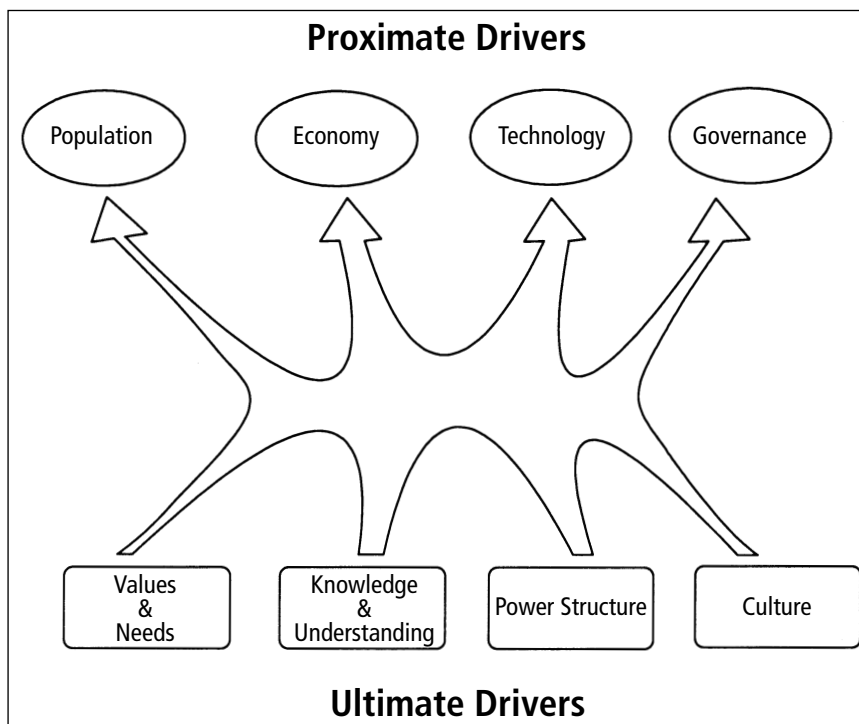 Proximate Drivers
Population
Economy
Technology
Governance
Values
&
Needs
Knowledge
&
Understanding
Power Structure
Culture
Ultimate Drivers